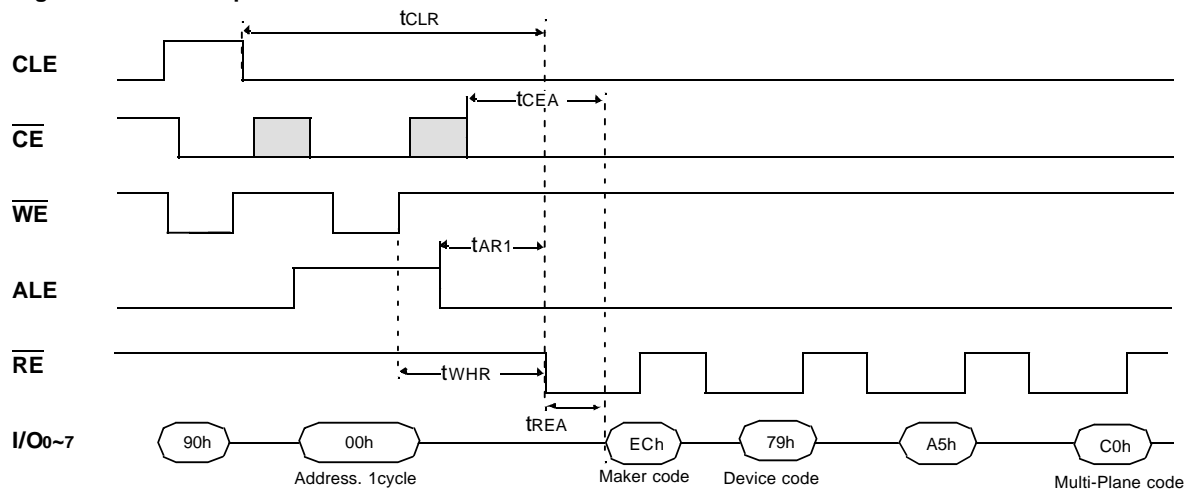 tCLR
CLE
tCEA
CE
WE
tAR1
ALE
RE
tWHR
tREA
I/O0~7
90h
00h
ECh
79h
A5h
C0h
Address. 1cycle
Maker code
Device code
Multi-Plane code